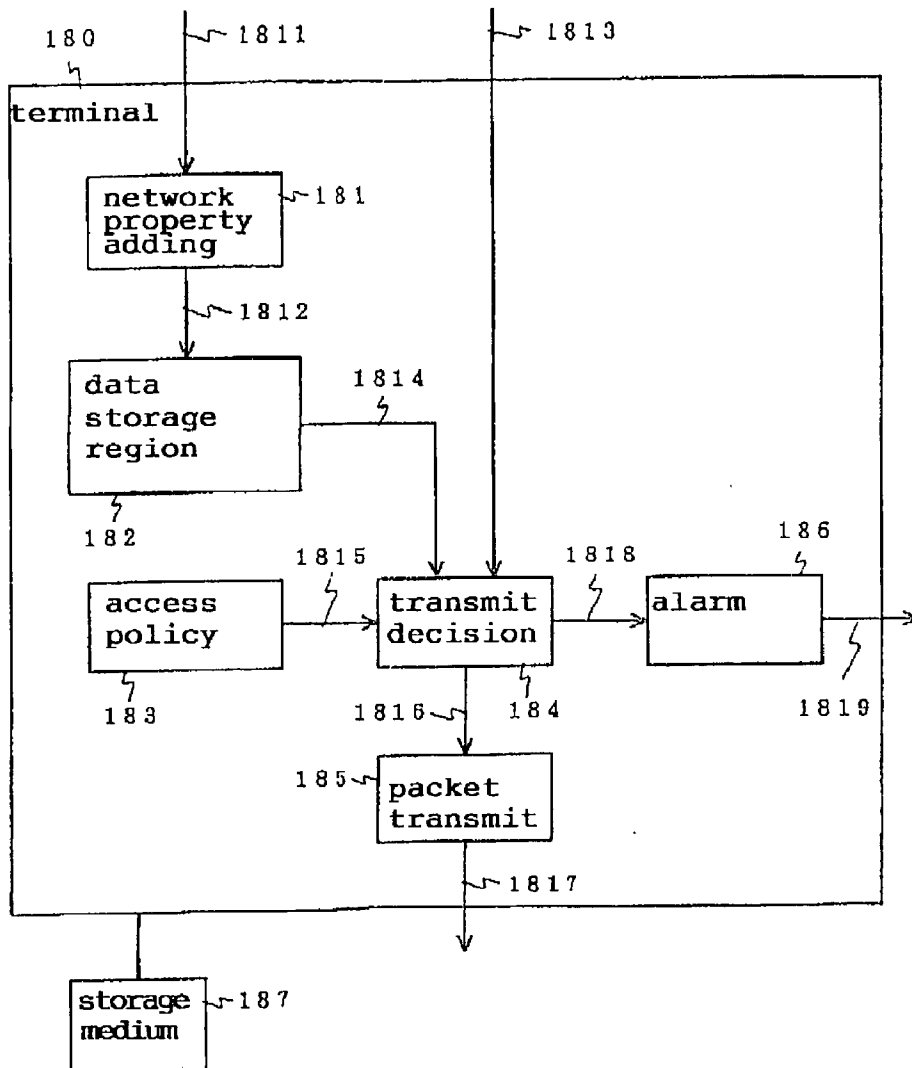 180
1811
1813
terminal
network
property
adding
181
1812
data
storage
region
1814
182
1815
1818
186
access
policy
transmit
decision
alarm
183
1816
184
1819
185
packet
transmit
1817
storage
medium
187